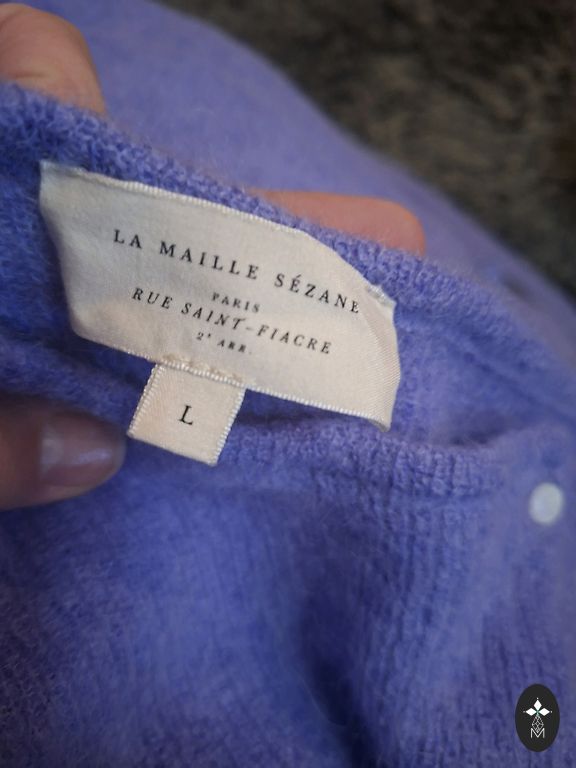 LA MAILLE SÉZANE
PARIS
RUE SAINT-FIACRE
2e ARR.
L
M